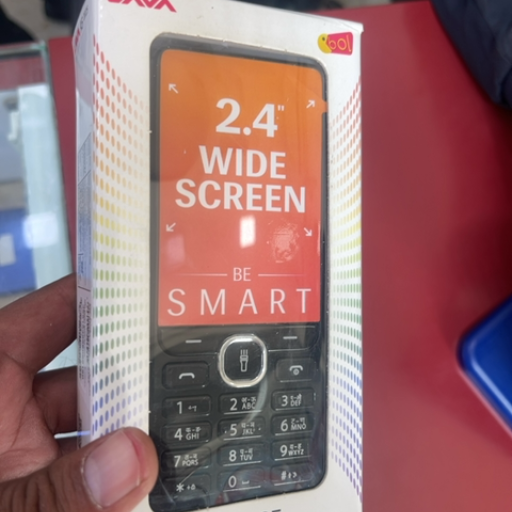 2.4"
WIDE
SCREEN
BE
SMART
1
2 ABC
3 DEF
4 GHI
5 JKL
6 MNO
7 PQRS
8 TUV
9 WXYZ
* 0 #